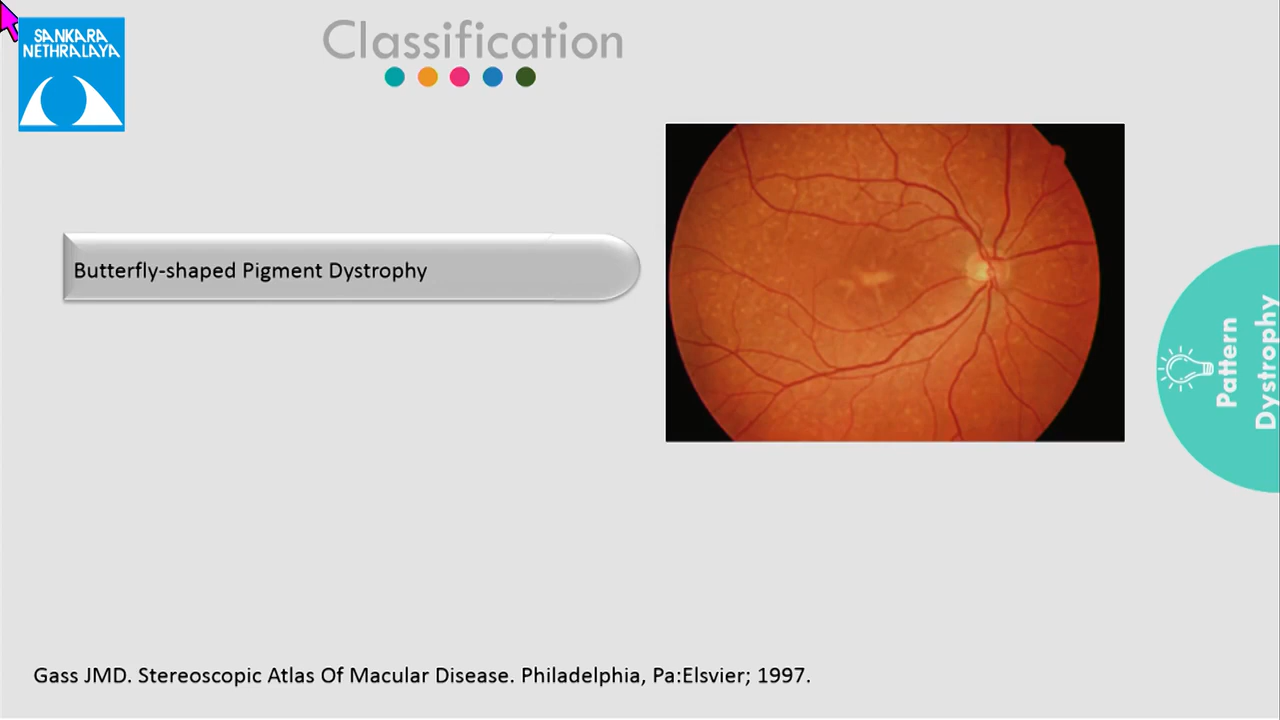 SANKARA
NETHRALAYA
Classification
Butterfly-shaped Pigment Dystrophy
Pattern
Dystrophy
Gass JMD. Stereoscopic Atlas Of Macular Disease. Philadelphia, Pa:Elsvier; 1997.